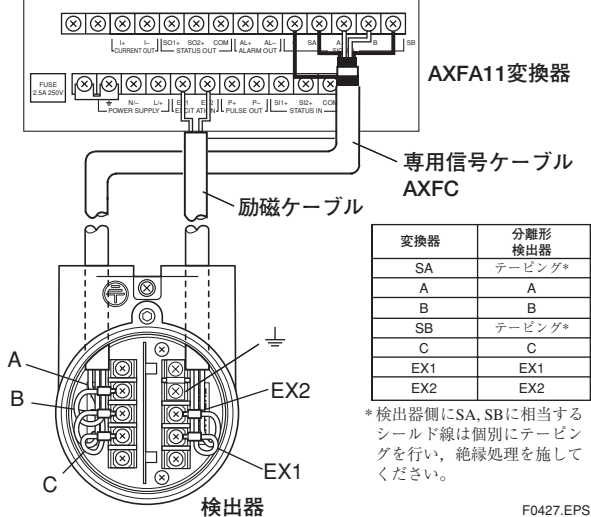 I+ I− SO1+ SO2+ COM AL+ AL− SA A B SB
CURRENT OUT STATUS OUT ALARM OUT
FUSE
2.5A 250V
N/− L/+ P+ P− SI1+ SI2+ COM
POWER SUPPLY PULSE OUT STATUS IN
AXFA11変換器
専用信号ケーブル
AXFC
励磁ケーブル
変換器 分離形検出器
SA テーピング*
A A
B B
SB テーピング*
C C
EX1 EX1
EX2 EX2
*検出器側にSA, SBに相当する
シールド線は個別にテーピン
グを行い，絶縁処理を施して
ください。
A
B
C
EX2
EX1
検出器
F0427.EPS